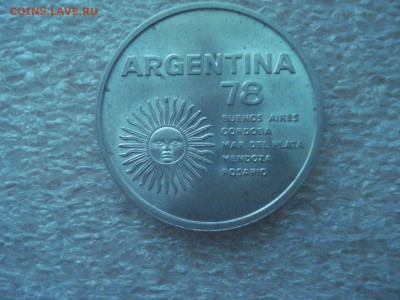 COINS.LAVE.RU
ARGENTINA
78
BUENOS AIRES
CORDOBA
MAR DEL PLATA
MENDOZA
ROSARIO